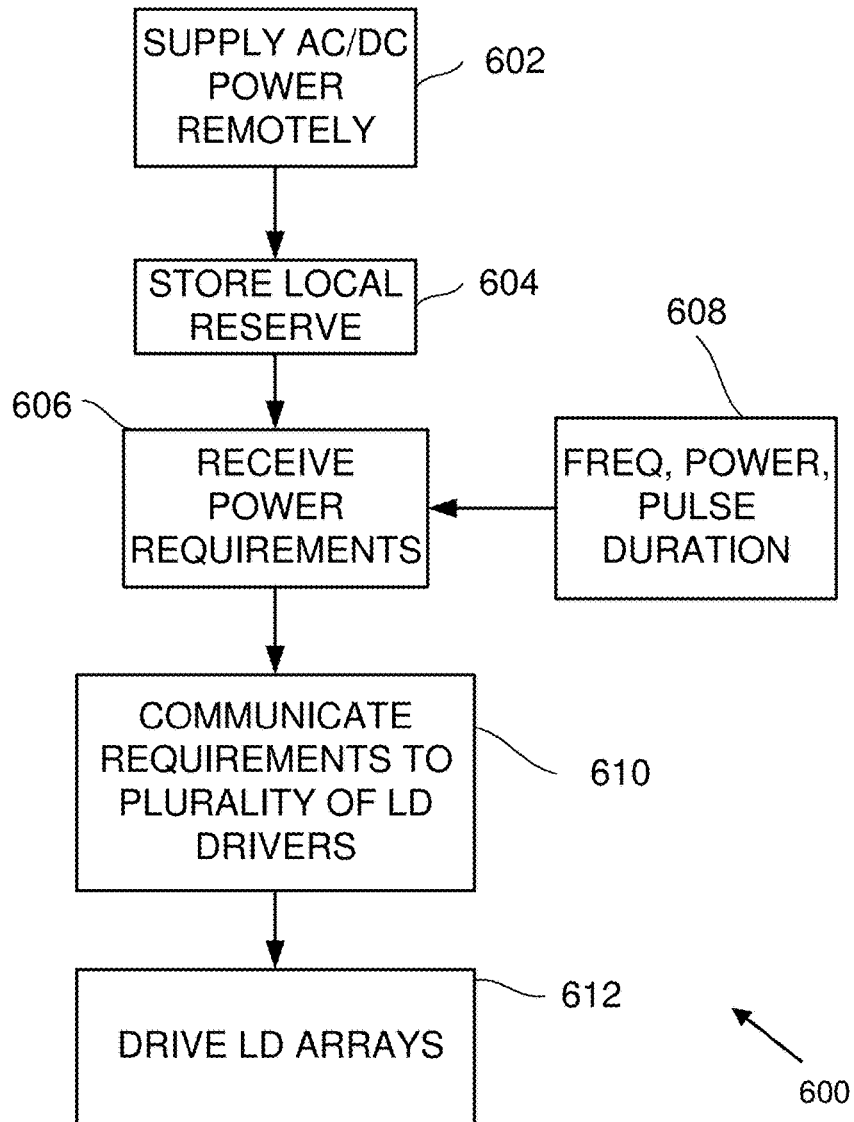 SUPPLY AC/DC
POWER
REMOTELY
602
STORE LOCAL
RESERVE
604
608
606
RECEIVE
POWER
REQUIREMENTS
FREQ, POWER,
PULSE
DURATION
COMMUNICATE
REQUIREMENTS TO
PLURALITY OF LD
DRIVERS
610
DRIVE LD ARRAYS
612
600